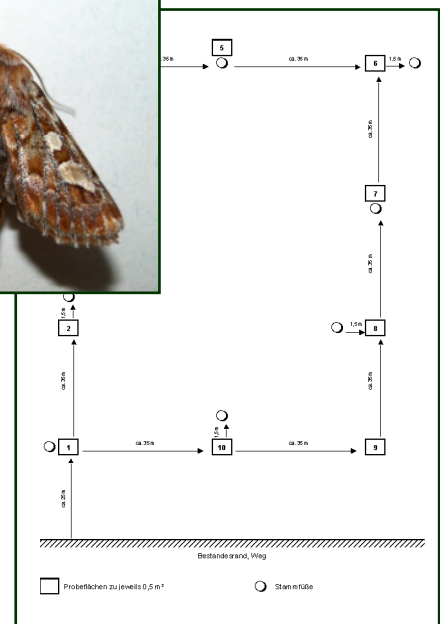 5
.35 m
ca. 35 m
6
1,5 m
ca. 35 m
7
ca. 35 m
1,5 m
2
1,5 m
8
ca. 35 m
ca. 35 m
1,5 m
1
ca. 35 m
10
ca. 35 m
9
ca. 25 m
Bestandesrand, Weg
Probeflächen zu jeweils 0,5 m²
Stammfüße